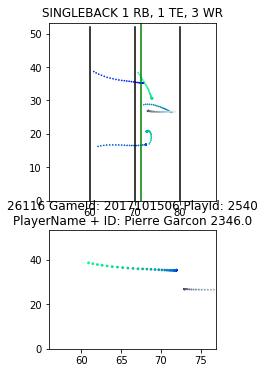 SINGLEBACK 1 RB, 1 TE, 3 WR
50
40
30
20
10
0
60 70 80
26116 GameId: 2017101506 PlayId: 2540
PlayerName + ID: Pierre Garcon 2346.0
40
20
0
60 65 70 75